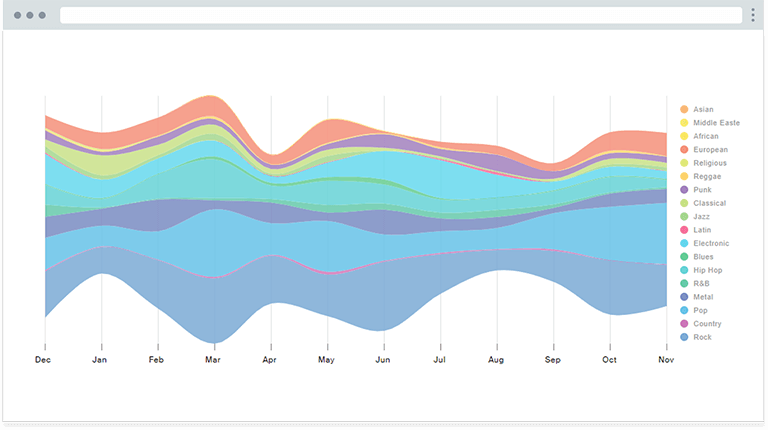 Asian
Middle Easte
African
European
Religious
Reggae
Punk
Classical
Jazz
Latin
Electronic
Blues
Hip Hop
R&B
Metal
Pop
Country
Rock
Dec Jan Feb Mar Apr May Jun Jul Aug Sep Oct Nov